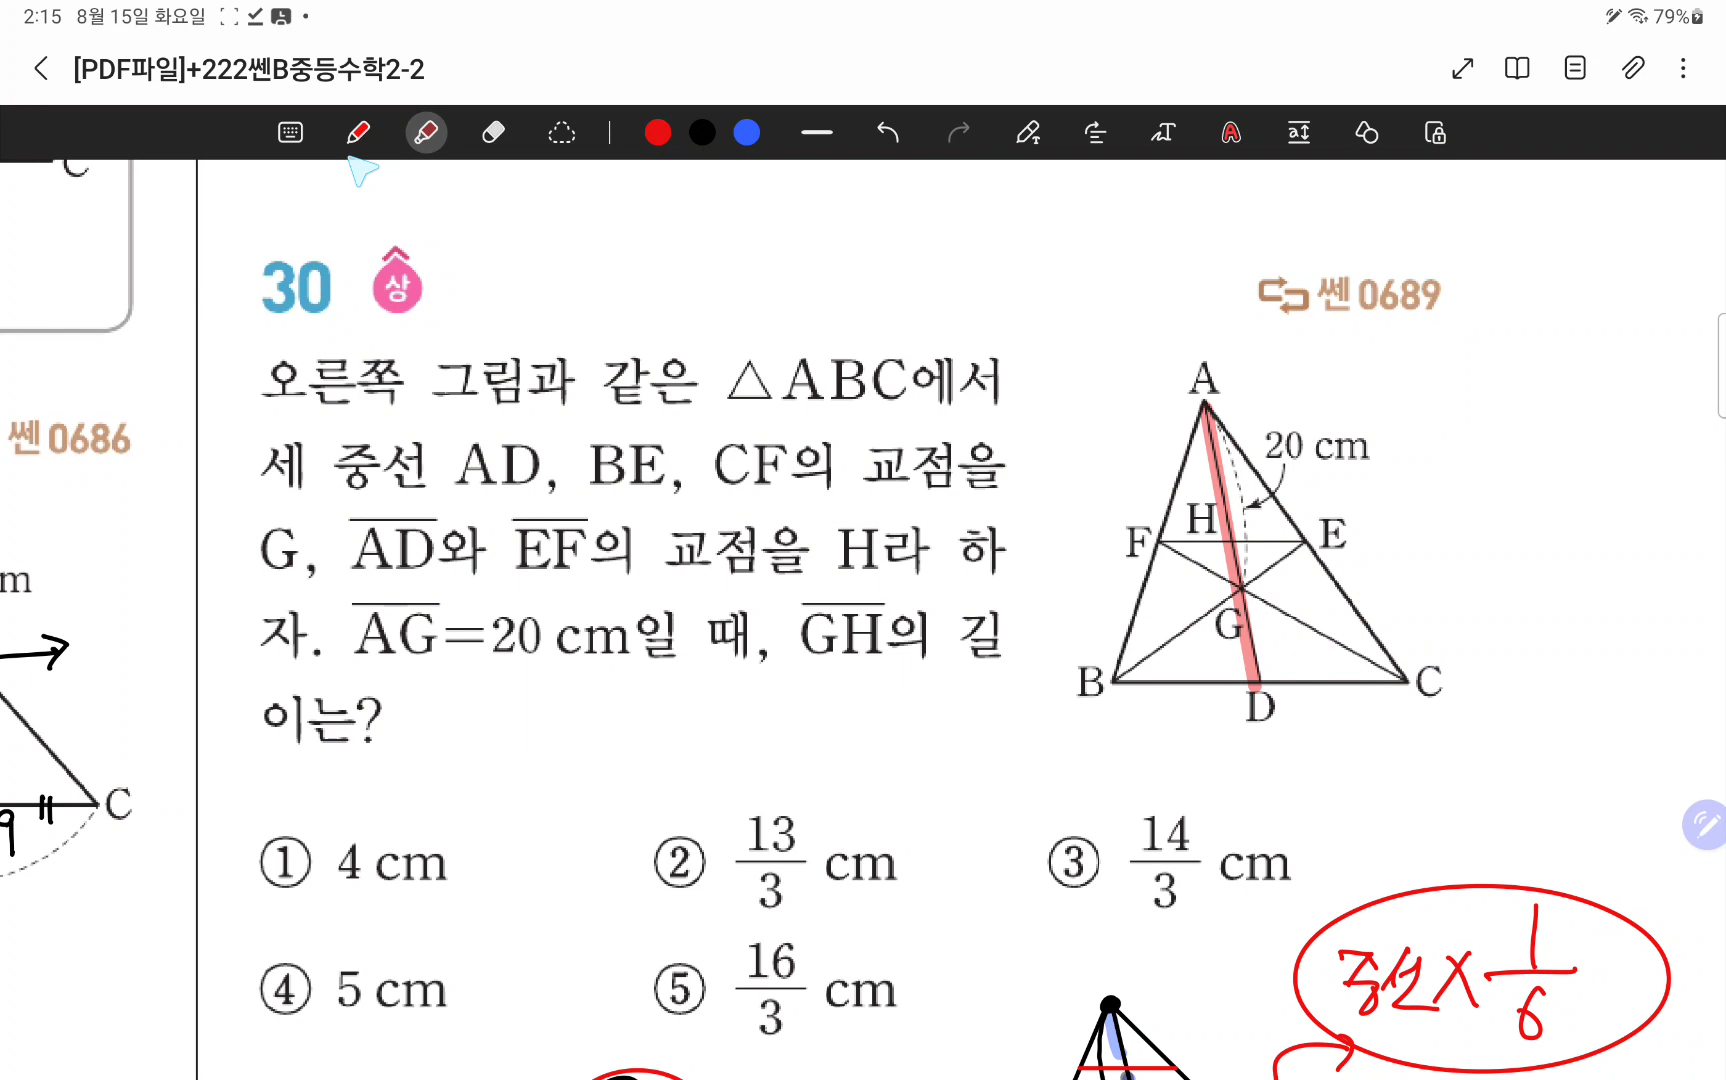 2:15 8월 15일 화요일
79%
[PDF파일]+222쎈B중등수학2-2
C
쎈 0686
m
C
9
30 상
쎈 0689
오른쪽 그림과 같은 △ABC에서
세 중선 AD, BE, CF의 교점을
G, AD와 EF의 교점을 H라 하
자. AG=20 cm일 때, GH의 길
이는?
A
20 cm
H
F
E
G
B
C
D
① 4 cm ② 13/3 cm ③ 14/3 cm
④ 5 cm ⑤ 16/3 cm
중선 X 1/6